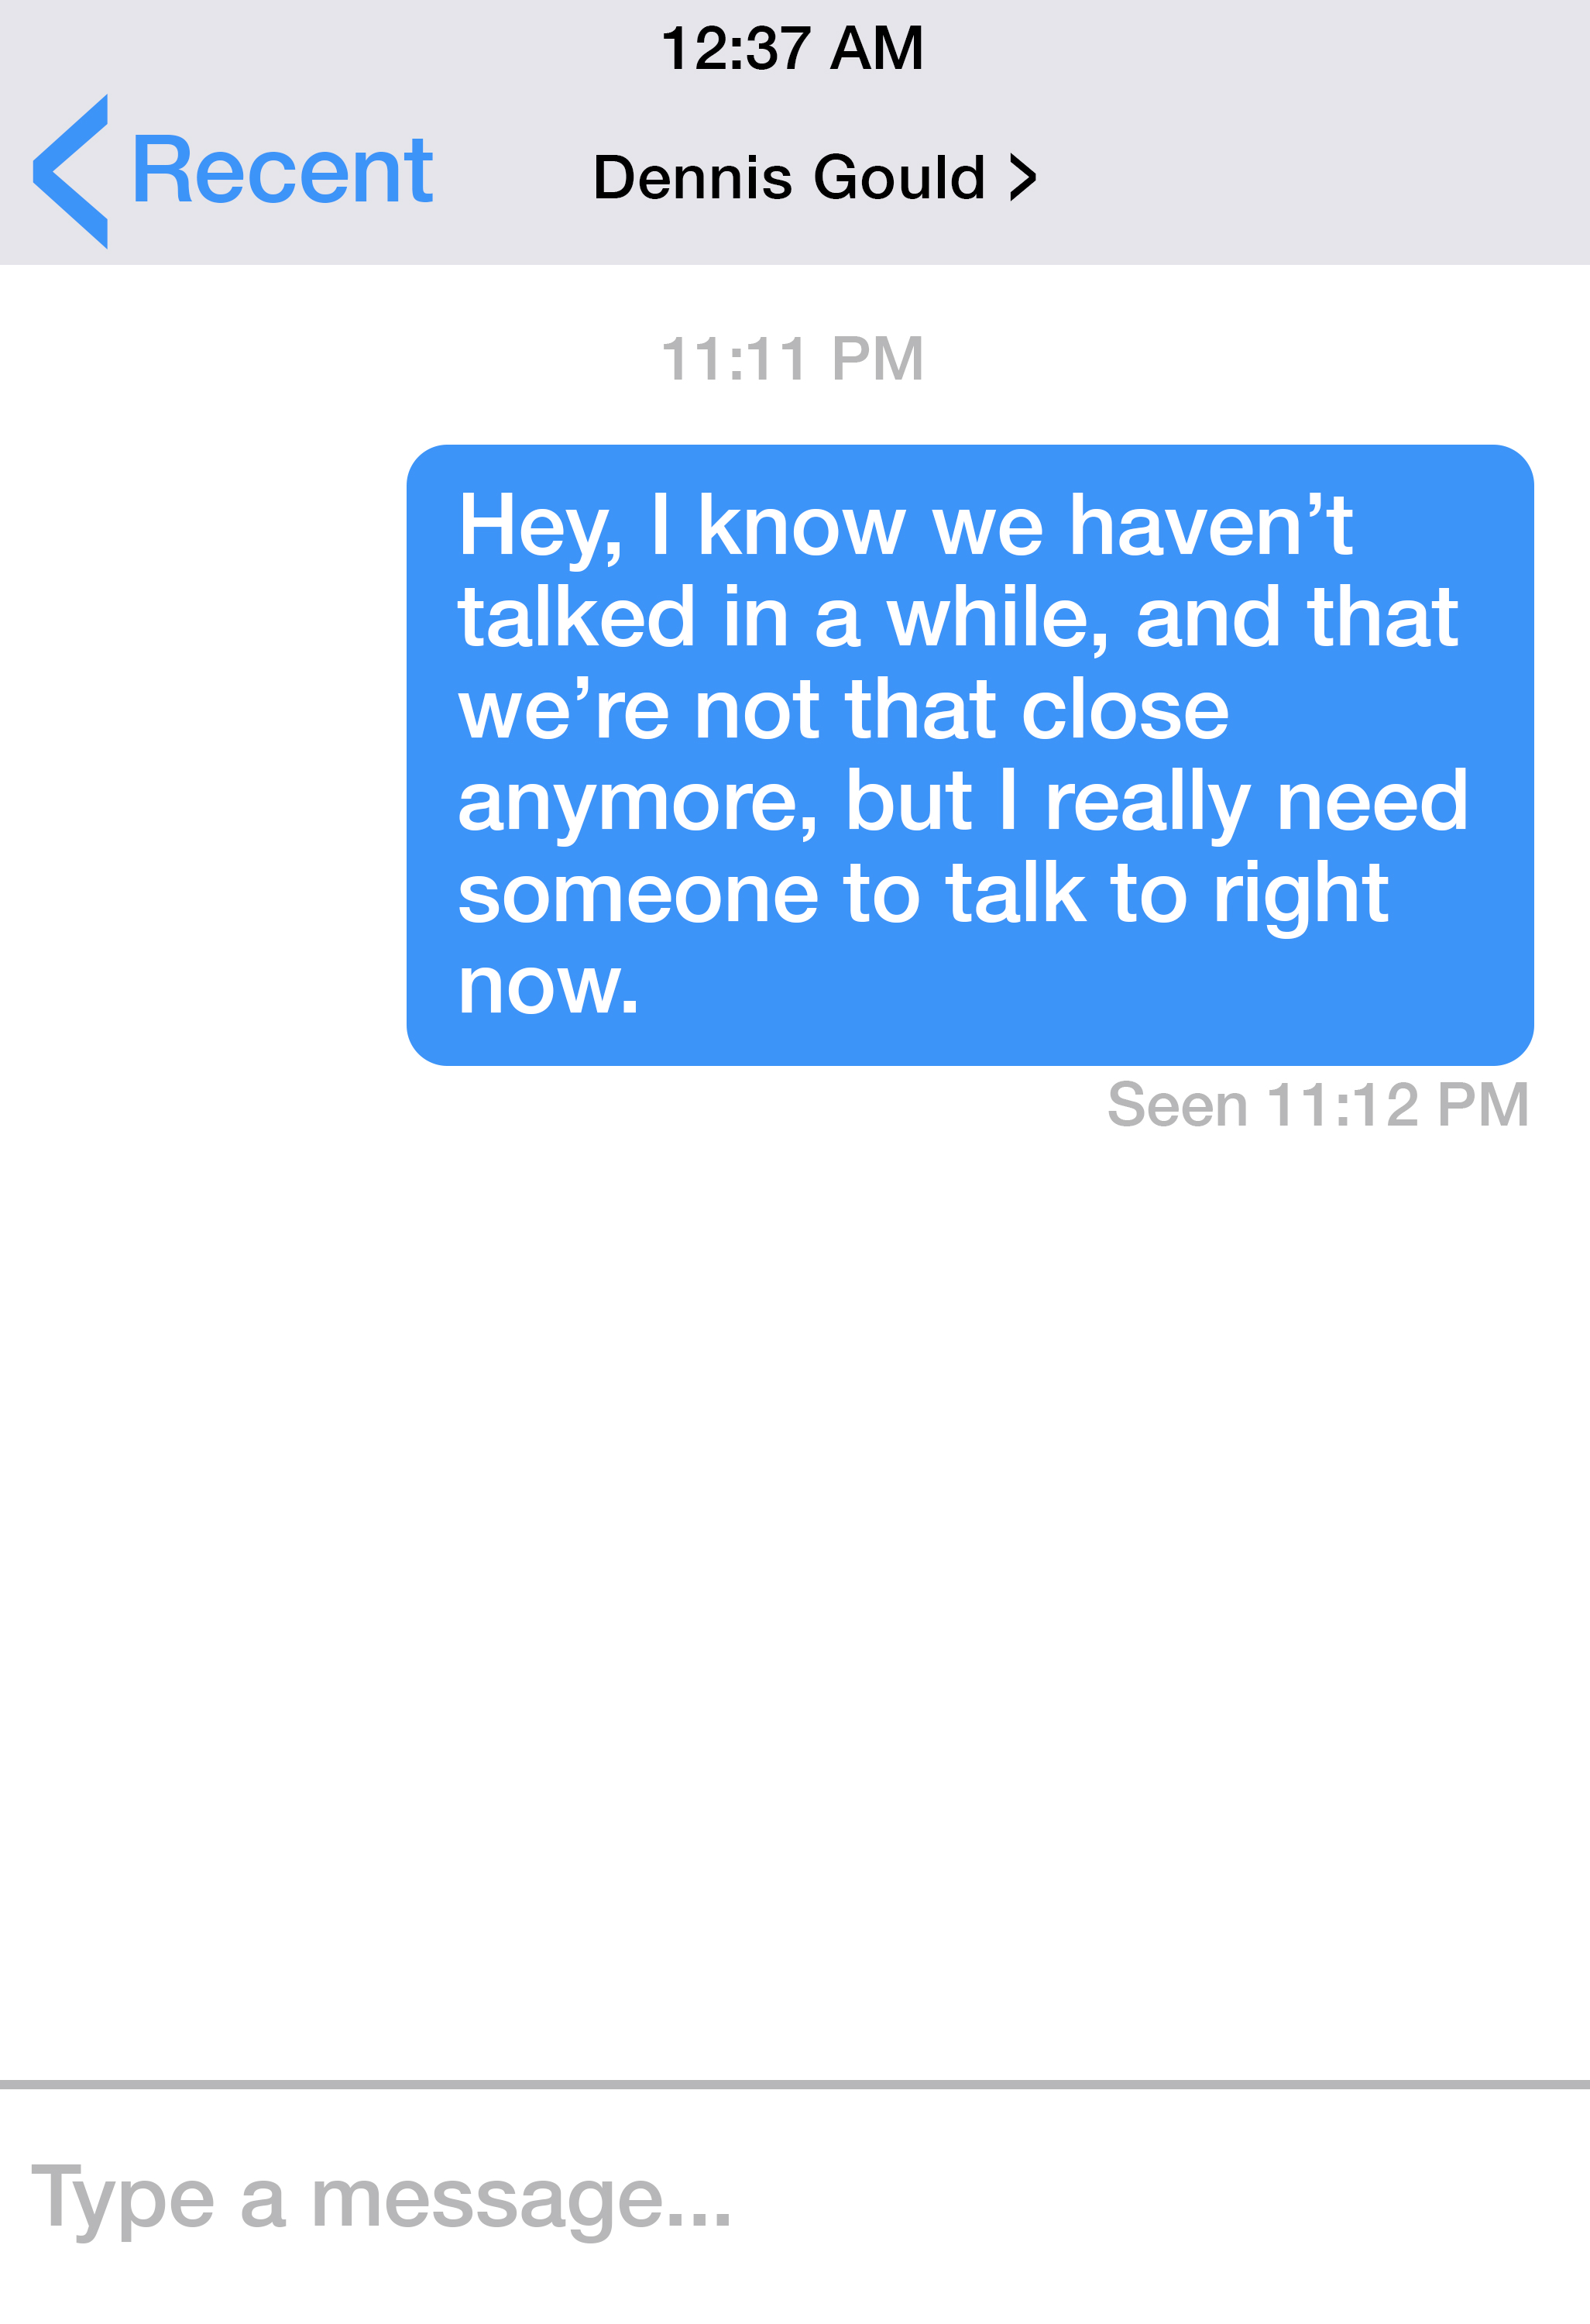 12:37 AM
Recent
Dennis Gould >
11:11 PM
Hey, I know we haven’t
talked in a while, and that
we’re not that close
anymore, but I really need
someone to talk to right
now.
Seen 11:12 PM
Type a message...